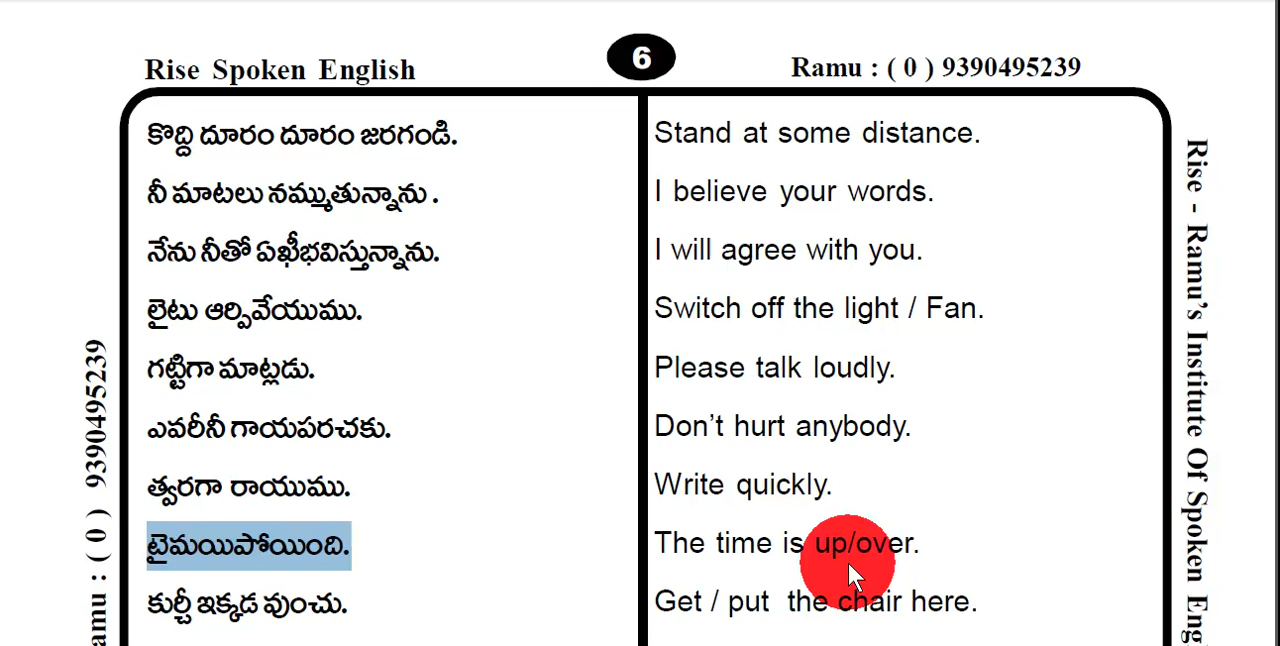 Rise Spoken English
6
Ramu : ( 0 ) 9390495239
కొద్ది దూరం దూరం జరగండి.
Stand at some distance.
నీ మాటలు నమ్ముతున్నాను .
I believe your words.
నేను నీతో ఏఖీభవిస్తున్నాను.
I will agree with you.
లైటు ఆర్పివేయుము.
Switch off the light / Fan.
గట్టిగా మాట్లడు.
Please talk loudly.
ఎవరీనీ గాయపరచకు.
Don't hurt anybody.
త్వరగా రాయుము.
Write quickly.
టైమయిపోయింది.
The time is up/over.
కుర్చీ ఇక్కడ వుంచు.
Get / put the chair here.
amu : ( 0 ) 9390495239
Rise - Ramu's Institute Of Spoken Eng